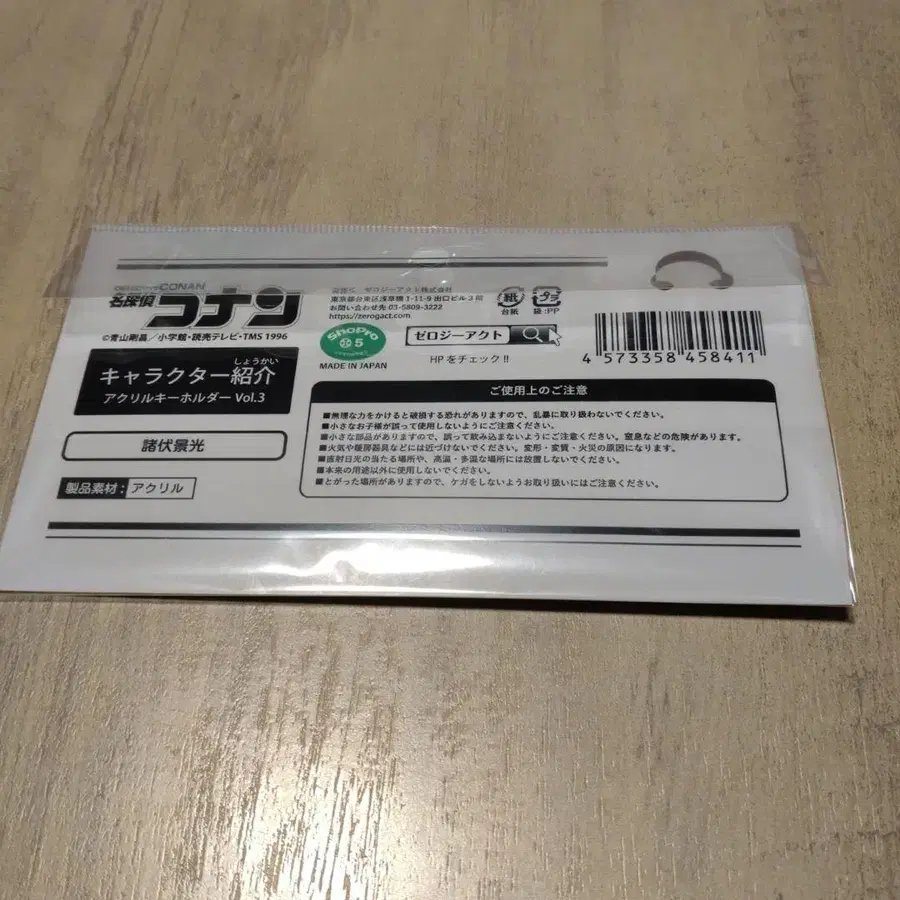 DETECTIVE CONAN
名探偵コナン
©青山剛昌/小学館・読売テレビ・TMS 1996
しょうかい
キャラクター紹介
アクリルキーホルダー Vol.3
諸伏景光
製品素材: アクリル
ゼロジーアクト株式会社
東京都台東区浅草橋 1-11-9 出口ビル3階
お問い合わせ先 03-5809-3222
https://zerogact.com
紙
台紙
プラ
袋:PP
ShoPro
小 5
MADE IN JAPAN
ゼロジーアクト
HPをチェック!!
4 573358 458411
ご使用上のご注意
■無理な力をかけると破損する恐れがありますので、乱暴に取り扱わないでください。
■小さなお子様が誤って使用しないようにご注意ください。
■小さな部品がありますので、誤って飲み込まないようにご注意ください。窒息などの危険があります。
■火気や暖房器具などには近づけないでください。変形・変質・火災の原因になります。
■直射日光の当たる場所や、高温・多湿な場所には放置しないでください。
■本来の用途以外に使用しないでください。
■とがった場所がありますので、ケガをしないようお取り扱いにはご注意ください。